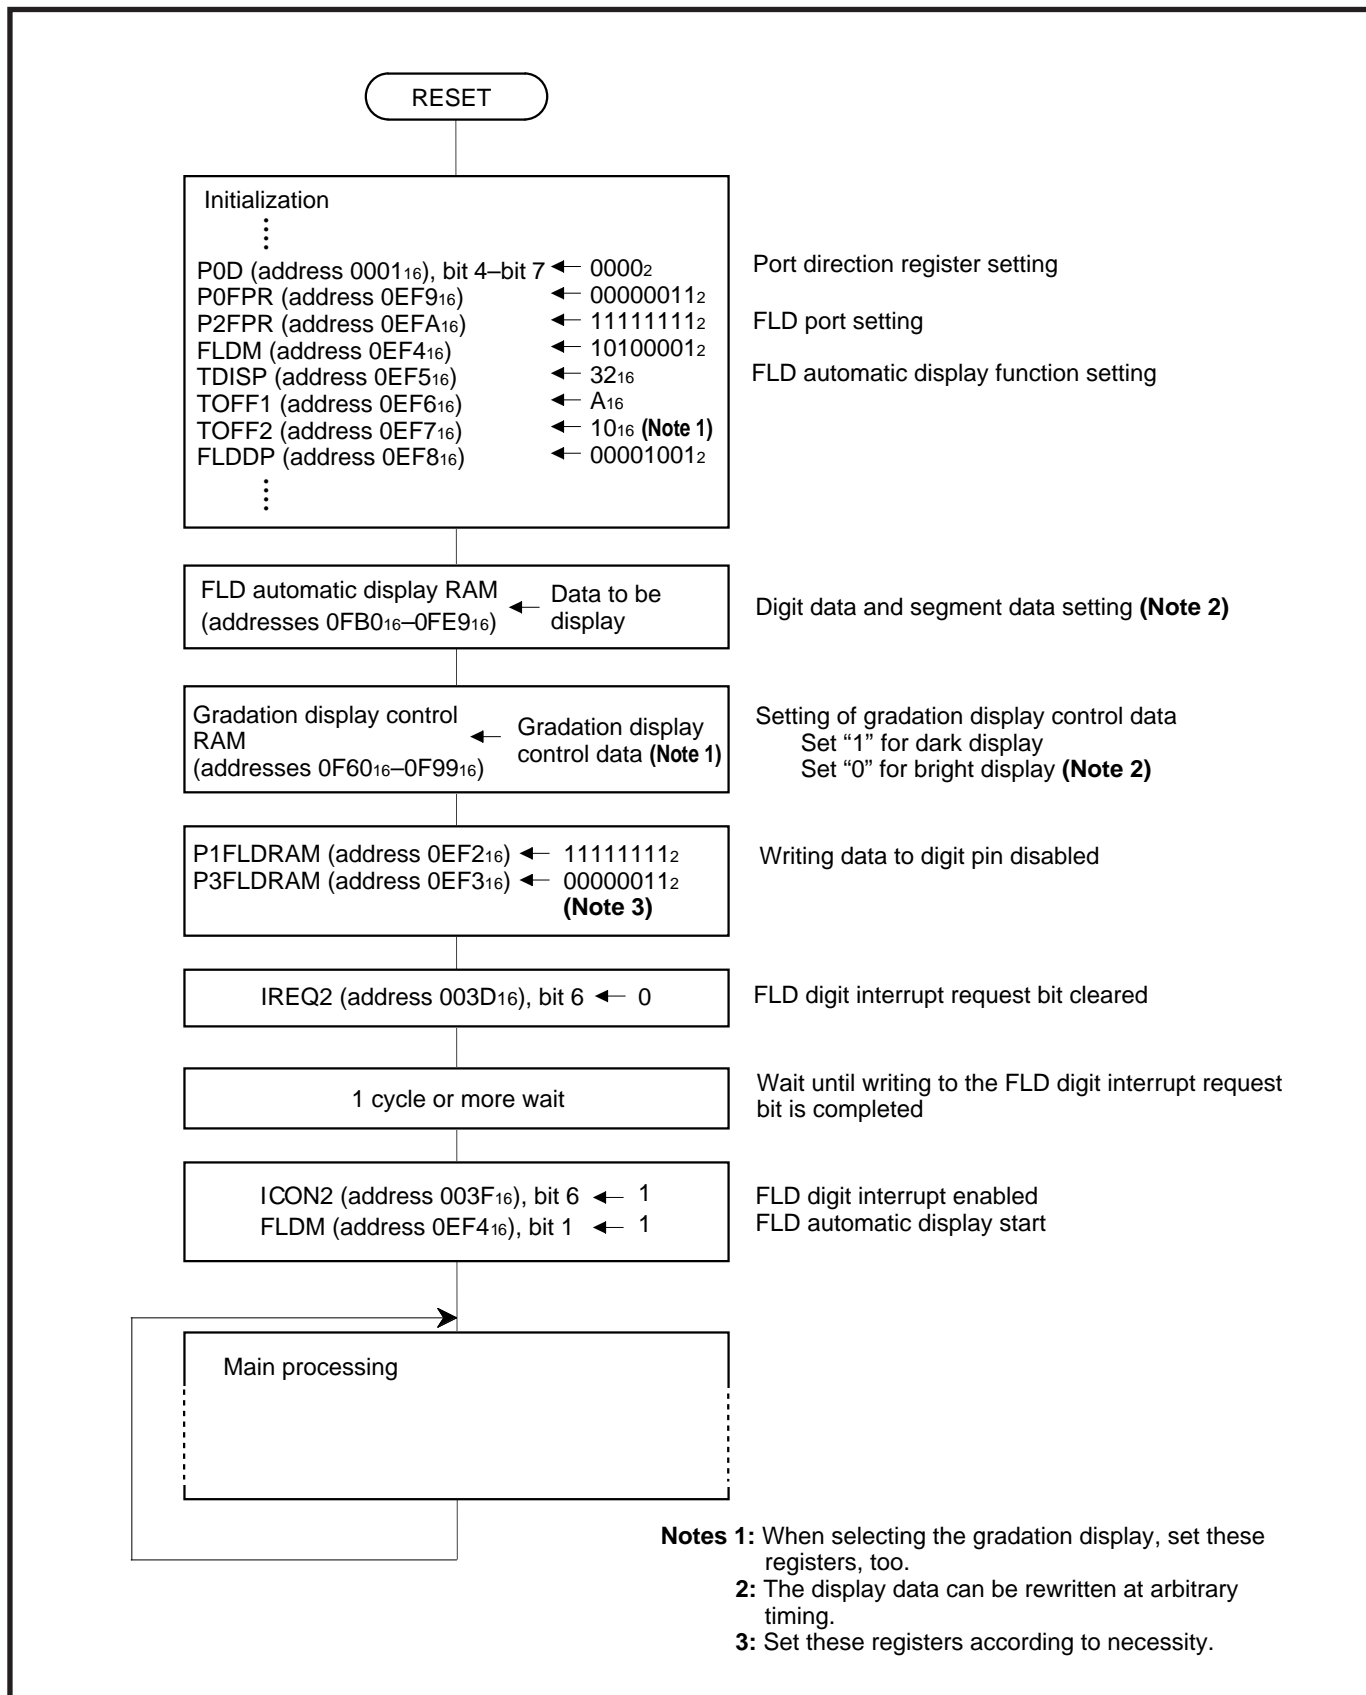 RESET
Initialization
P0D (address 000116), bit 4–bit 7 ← 00002 Port direction register setting
P0FPR (address 0EF916) ← 000000112
P2FPR (address 0EFA16) ← 111111112 FLD port setting
FLDM (address 0EF416) ← 101000012
TDISP (address 0EF516) ← 3216 FLD automatic display function setting
TOFF1 (address 0EF616) ← A16
TOFF2 (address 0EF716) ← 1016 (Note 1)
FLDDP (address 0EF816) ← 000010012
FLD automatic display RAM ← Data to be
(addresses 0FB016–0FE916) display
Digit data and segment data setting (Note 2)
Gradation display control
RAM
(addresses 0F6016–0F9916)
← Gradation display
control data (Note 1)
Setting of gradation display control data
Set “1” for dark display
Set “0” for bright display (Note 2)
P1FLDRAM (address 0EF216) ← 111111112 Writing data to digit pin disabled
P3FLDRAM (address 0EF316) ← 000000112
(Note 3)
IREQ2 (address 003D16), bit 6 ← 0 FLD digit interrupt request bit cleared
1 cycle or more wait
Wait until writing to the FLD digit interrupt request
bit is completed
ICON2 (address 003F16), bit 6 ← 1 FLD digit interrupt enabled
FLDM (address 0EF416), bit 1 ← 1 FLD automatic display start
Main processing
Notes 1: When selecting the gradation display, set these
registers, too.
2: The display data can be rewritten at arbitrary
timing.
3: Set these registers according to necessity.